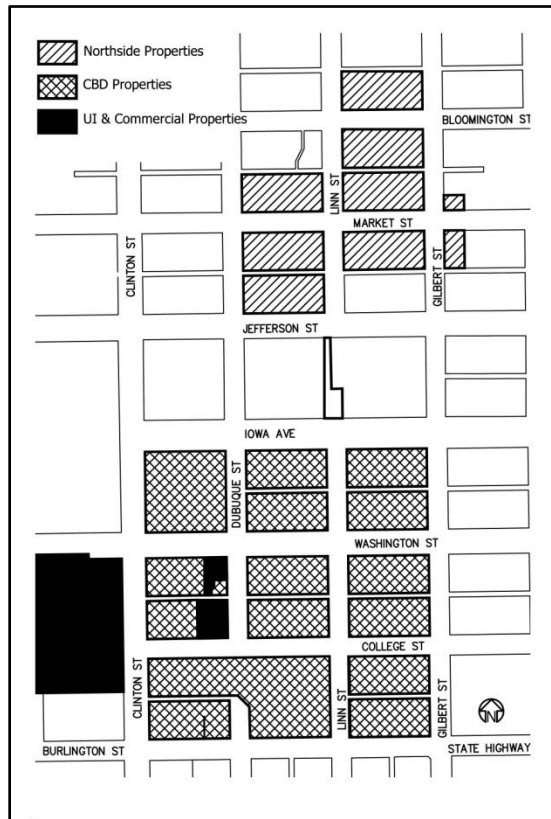 Northside Properties
CBD Properties
UI & Commercial Properties
BLOOMINGTON ST
LINN ST
MARKET ST
CLINTON ST
GILBERT ST
JEFFERSON ST
IOWA AVE
DUBUQUE ST
WASHINGTON ST
COLLEGE ST
CLINTON ST
LINN ST
GILBERT ST
N
BURLINGTON ST
STATE HIGHWAY